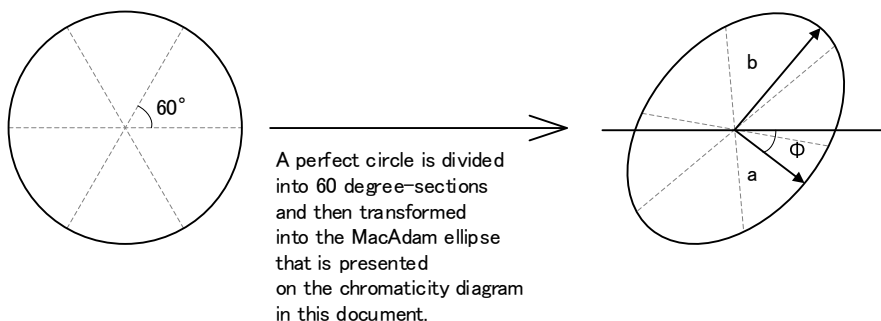 60°
A perfect circle is divided
into 60 degree-sections
and then transformed
into the MacAdam ellipse
that is presented
on the chromaticity diagram
in this document.
b
Φ
a